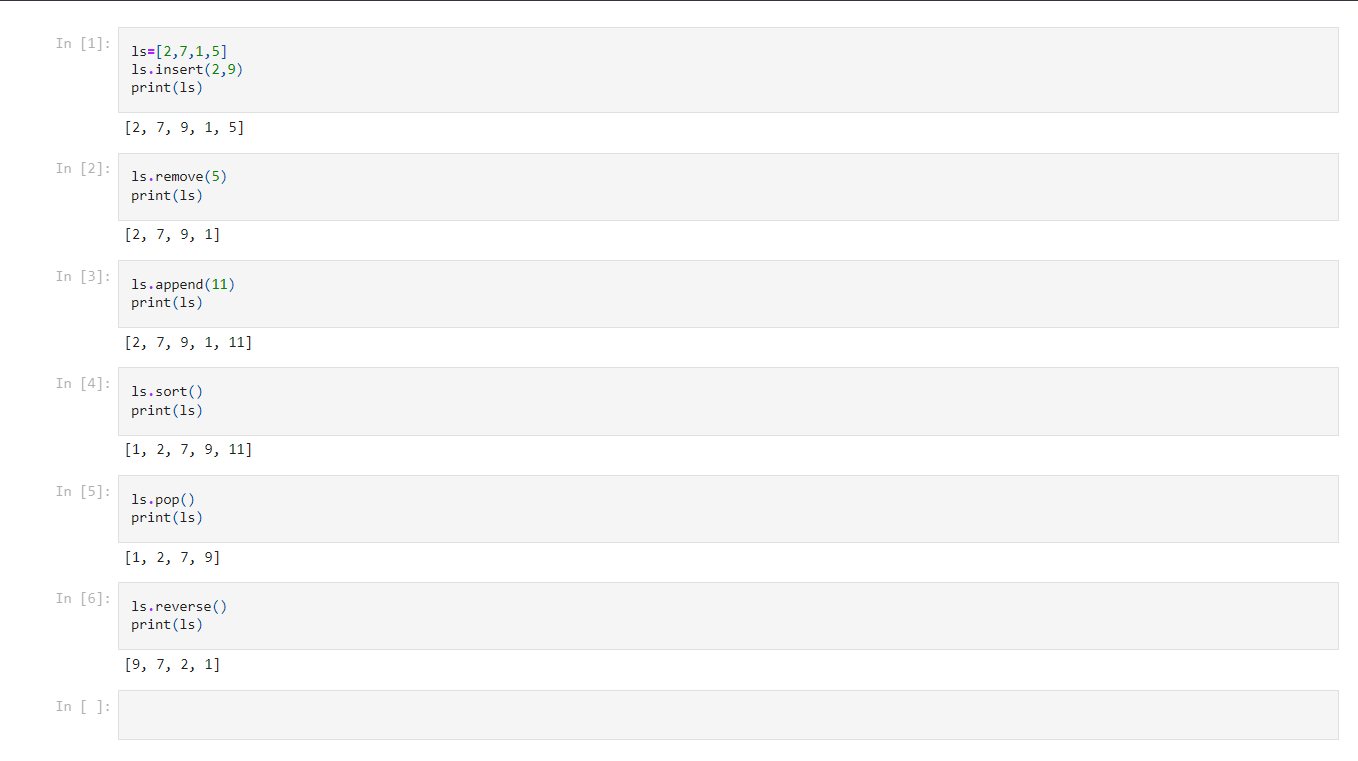 In [1]:
ls=[2,7,1,5]
ls.insert(2,9)
print(ls)
[2, 7, 9, 1, 5]
In [2]:
ls.remove(5)
print(ls)
[2, 7, 9, 1]
In [3]:
ls.append(11)
print(ls)
[2, 7, 9, 1, 11]
In [4]:
ls.sort()
print(ls)
[1, 2, 7, 9, 11]
In [5]:
ls.pop()
print(ls)
[1, 2, 7, 9]
In [6]:
ls.reverse()
print(ls)
[9, 7, 2, 1]
In [ ]: